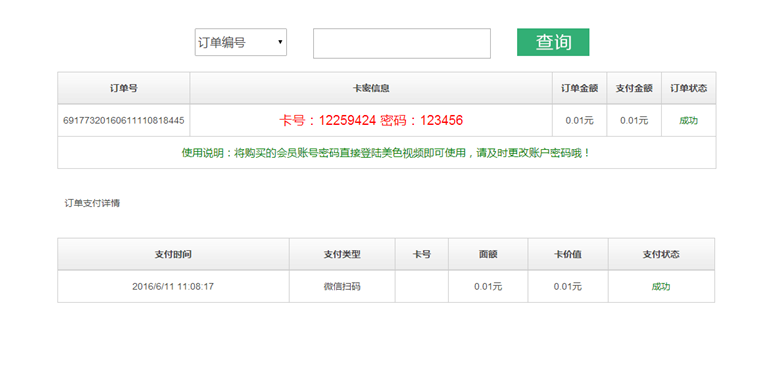 订单编号 查询
订单号 卡密信息 订单金额 支付金额 订单状态
69177320160611110818445 卡号：12259424 密码：123456 0.01元 0.01元 成功
使用说明：将购买的会员账号密码直接登陆美色视频即可使用，请及时更改账户密码哦！
订单支付详情
支付时间 支付类型 卡号 面额 卡价值 支付状态
2016/6/11 11:08:17 微信扫码 0.01元 0.01元 成功